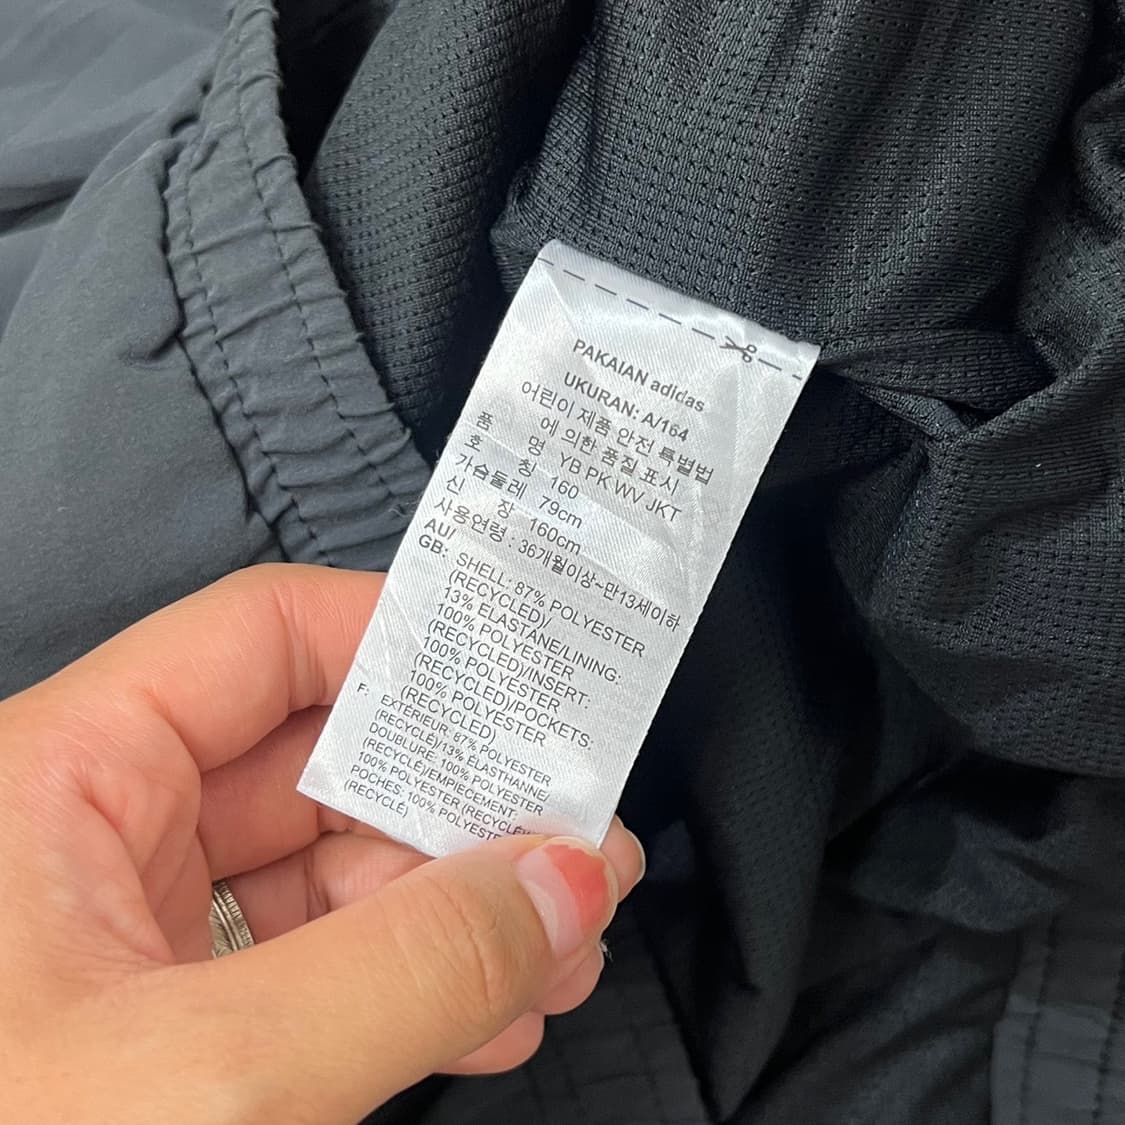 PAKAIAN adidas
UKURAN: A/164
어린이 제품 안전 특별법
에 의한 품질 표시
품 명 YB PK WV JKT
호 칭 160
가슴둘레 79cm
신 장 160cm
사용연령 : 36개월이상~만13세이하
AU/
GB: SHELL: 87% POLYESTER
(RECYCLED)/
13% ELASTANE/LINING:
100% POLYESTER
(RECYCLED)/INSERT:
100% POLYESTER
(RECYCLED)/POCKETS:
100% POLYESTER
(RECYCLED)
F: EXTÉRIEUR: 87% POLYESTER
(RECYCLÉ)/13% ÉLASTHANNE/
DOUBLURE: 100% POLYESTER
(RECYCLÉ)/EMPIECEMENT:
100% POLYESTER (RECYCLÉ)/
POCHES: 100% POLYESTER
(RECYCLÉ)